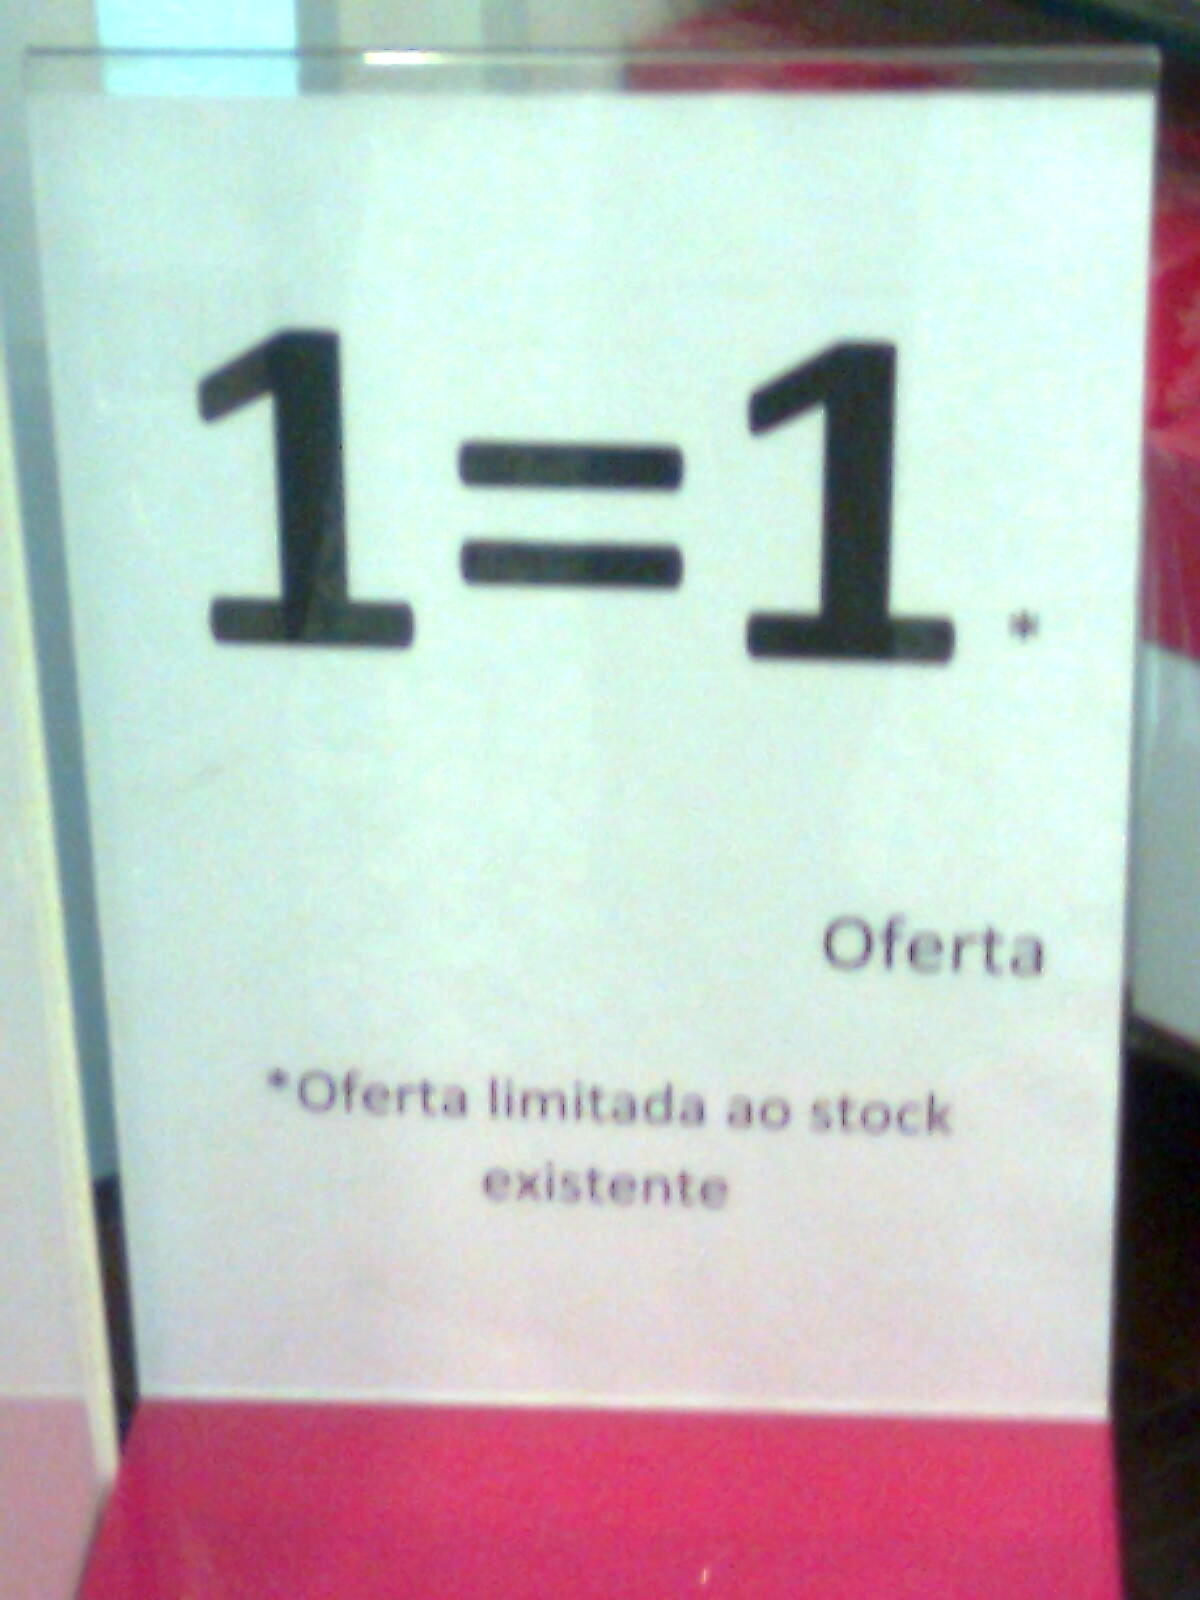 1=1*
Oferta
*Oferta limitada ao stock
existente